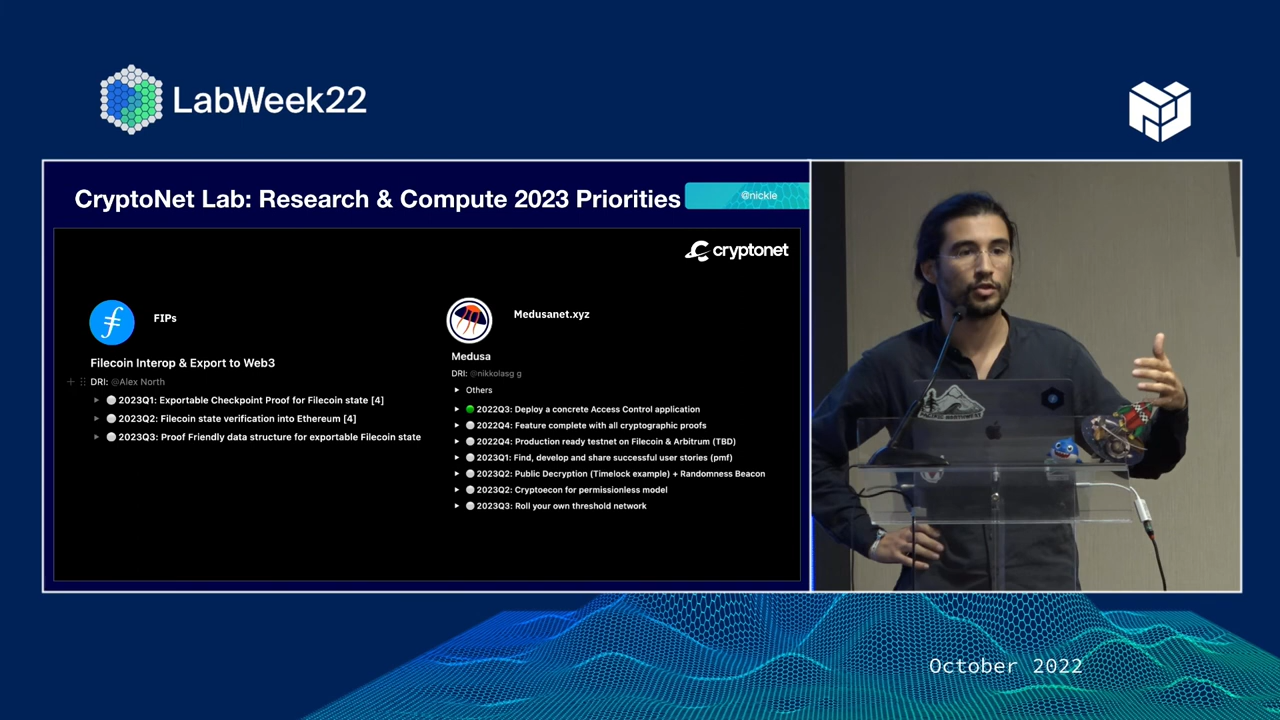 LabWeek22
CryptoNet Lab: Research & Compute 2023 Priorities
@nickle
cryptonet
FIPs
Filecoin Interop & Export to Web3
DRI: @Alex North
2023Q1: Exportable Checkpoint Proof for Filecoin state [4]
2023Q2: Filecoin state verification into Ethereum [4]
2023Q3: Proof Friendly data structure for exportable Filecoin state
Medusanet.xyz
Medusa
DRI: @nikkolasg g
Others
2022Q3: Deploy a concrete Access Control application
2022Q4: Feature complete with all cryptographic proofs
2022Q4: Production ready testnet on Filecoin & Arbitrum (TBD)
2023Q1: Find, develop and share successful user stories (pmf)
2023Q2: Public Decryption (Timelock example) + Randomness Beacon
2023Q2: Cryptoecon for permissionless model
2023Q3: Roll your own threshold network
October 2022